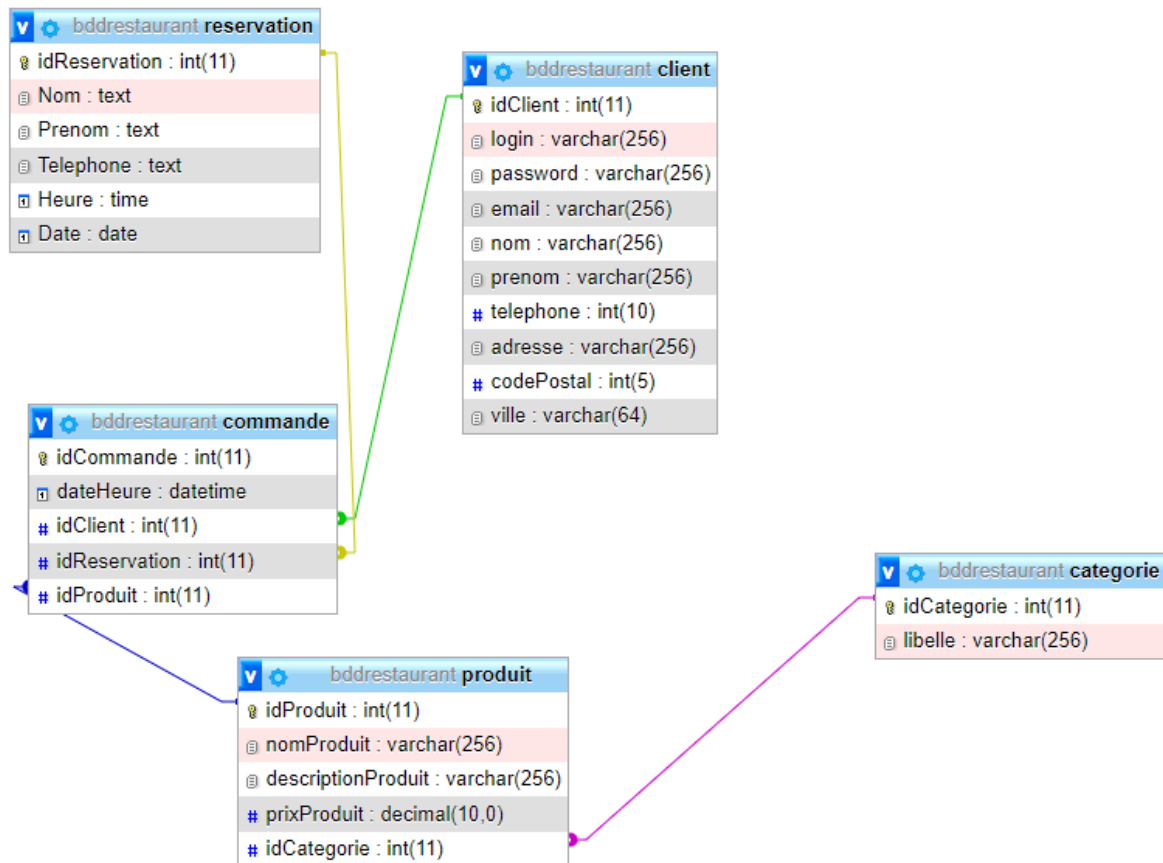 bddrestaurant reservation
idReservation : int(11)
Nom : text
Prenom : text
Telephone : text
Heure : time
Date : date
bddrestaurant client
idClient : int(11)
login : varchar(256)
password : varchar(256)
email : varchar(256)
nom : varchar(256)
prenom : varchar(256)
# telephone : int(10)
adresse : varchar(256)
# codePostal : int(5)
ville : varchar(64)
bddrestaurant commande
idCommande : int(11)
dateHeure : datetime
# idClient : int(11)
# idReservation : int(11)
# idProduit : int(11)
bddrestaurant categorie
idCategorie : int(11)
libelle : varchar(256)
bddrestaurant produit
idProduit : int(11)
nomProduit : varchar(256)
descriptionProduit : varchar(256)
# prixProduit : decimal(10,0)
# idCategorie : int(11)